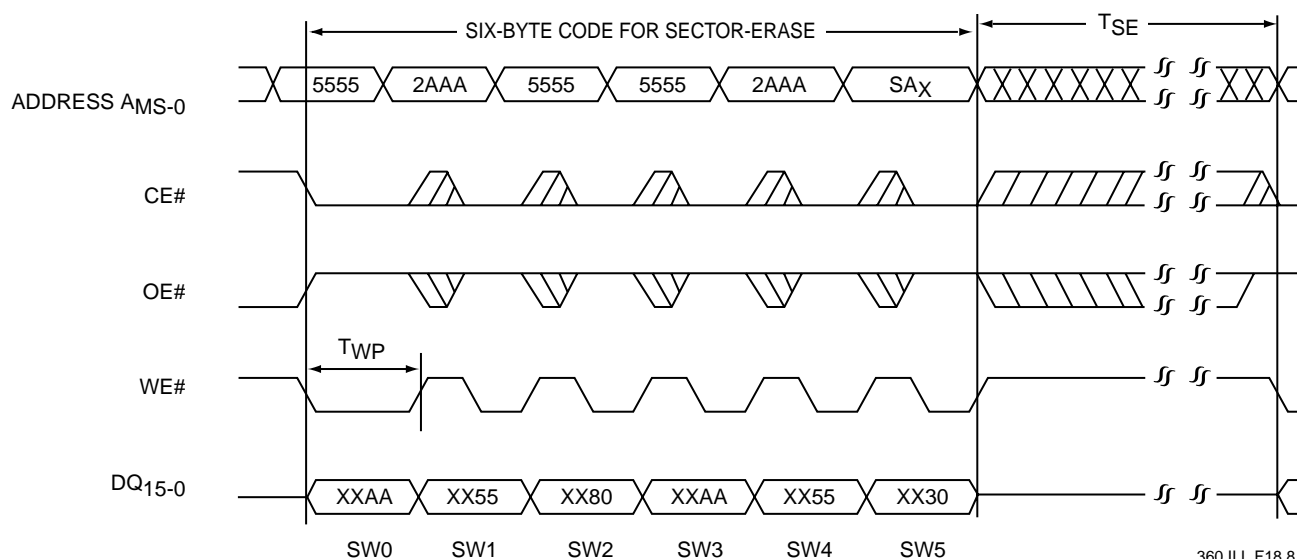 SIX-BYTE CODE FOR SECTOR-ERASE TSE
ADDRESS AMS-0 5555 2AAA 5555 5555 2AAA SAX
CE#
OE#
TWP
WE#
DQ15-0 XXAA XX55 XX80 XXAA XX55 XX30
SW0 SW1 SW2 SW3 SW4 SW5
360 ILL F18.8